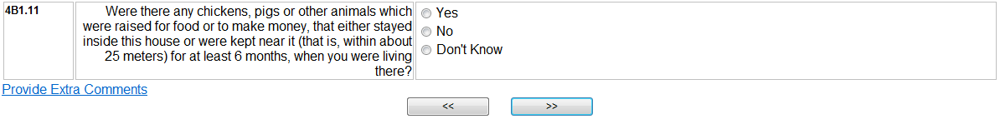 4B1.11
Were there any chickens, pigs or other animals which
were raised for food or to make money, that either stayed
inside this house or were kept near it (that is, within about
25 meters) for at least 6 months, when you were living
there?
Yes
No
Don't Know
Provide Extra Comments
<<
>>